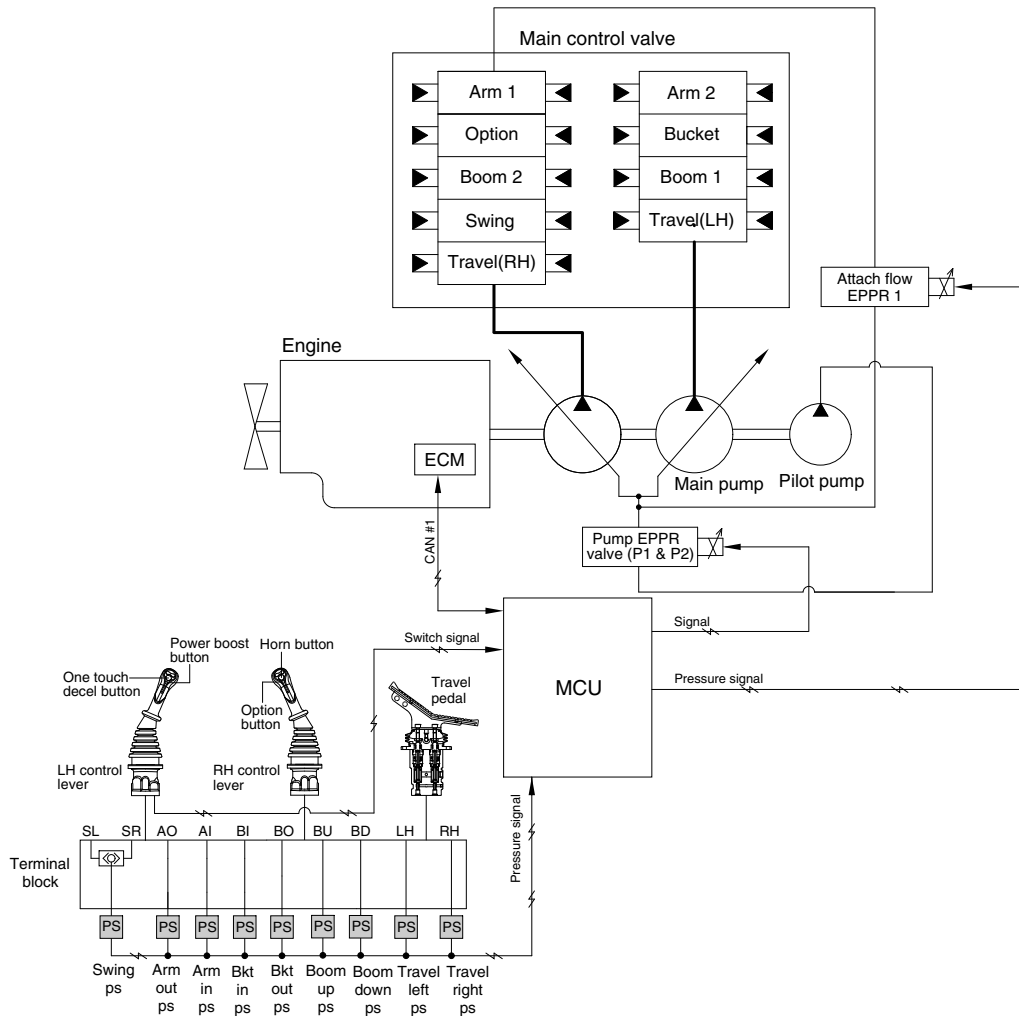 Main control valve
Arm 1
Arm 2
Option
Bucket
Boom 2
Boom 1
Swing
Travel(LH)
Travel(RH)
Attach flow
EPPR 1
Engine
ECM
Main pump
Pilot pump
CAN #1
Pump EPPR
valve (P1 & P2)
Power boost
button
Horn button
One touch
decel button
Option
button
Travel
pedal
Switch signal
Signal
MCU
Pressure signal
LH control
lever
RH control
lever
Pressure signal
SL
SR
AO
AI
BI
BO
BU
BD
LH
RH
Terminal
block
PS
PS
PS
PS
PS
PS
PS
PS
PS
Swing
ps
Arm
out
ps
Arm
in
ps
Bkt
in
ps
Bkt
out
ps
Boom
up
ps
Boom
down
ps
Travel
left
ps
Travel
right
ps